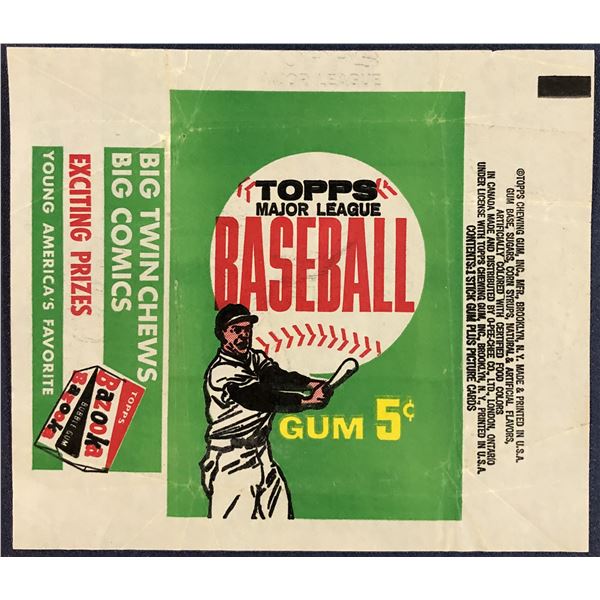 TOPPS
MAJOR LEAGUE
BASEBALL
GUM 5¢
BIG TWIN CHEWS
BIG COMICS
EXCITING PRIZES
YOUNG AMERICA'S FAVORITE
TOPPS
Bazooka
BUBBLE GUM
Bazooka
©TOPPS CHEWING GUM, INC., MFR., BROOKLYN, N.Y. MADE & PRINTED IN U.S.A.
GUM BASE, SUGARS, CORN SYRUPS, NATURAL & ARTIFICIAL FLAVORS,
ARTIFICIALLY COLORED WITH CERTIFIED FOOD COLORS
IN CANADA MADE AND DISTRIBUTED BY O-PEE-CHEE CO., LTD., LONDON, ONTARIO
UNDER LICENSE WITH TOPPS CHEWING GUM, INC., BROOKLYN, N.Y., PRINTED IN U.S.A.
CONTENTS:1 STICK GUM PLUS PICTURE CARDS